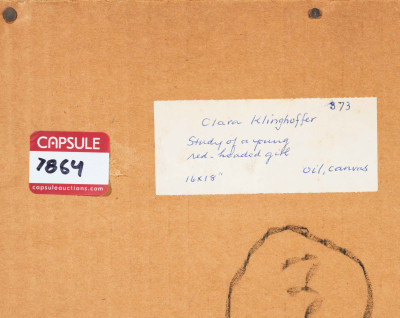 873
Clara Klinghoffer
Study of a young
red-headed girl
16x18" Oil, canvas
CAPSULE
7864
capsuleauctions.com